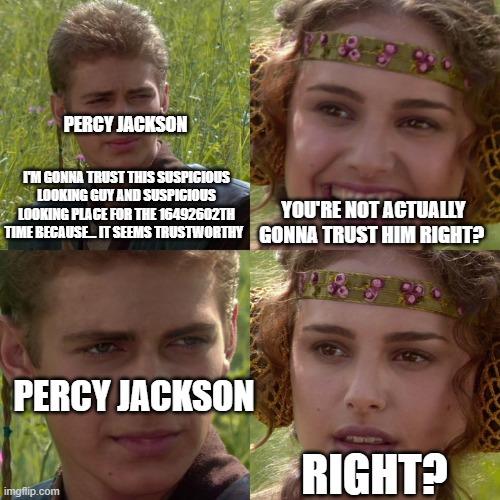 PERCY JACKSON
I'M GONNA TRUST THIS SUSPICIOUS
LOOKING GUY AND SUSPICIOUS
LOOKING PLACE FOR THE 16492602TH
TIME BECAUSE... IT SEEMS TRUSTWORTHY
YOU'RE NOT ACTUALLY
GONNA TRUST HIM RIGHT?
PERCY JACKSON
RIGHT?
imgflip.com